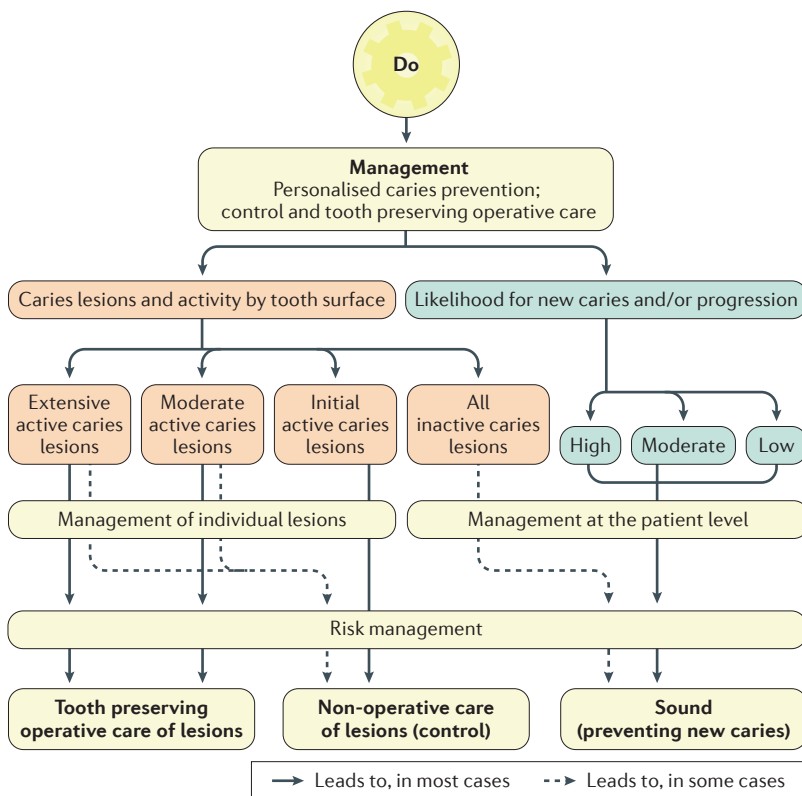 Do
Management
Personalised caries prevention;
control and tooth preserving operative care
Caries lesions and activity by tooth surface
Likelihood for new caries and/or progression
Extensive
active caries
lesions
Moderate
active caries
lesions
Initial
active caries
lesions
All
inactive caries
lesions
High
Moderate
Low
Management of individual lesions
Management at the patient level
Risk management
Tooth preserving
operative care of lesions
Non-operative care
of lesions (control)
Sound
(preventing new caries)
Leads to, in most cases
Leads to, in some cases